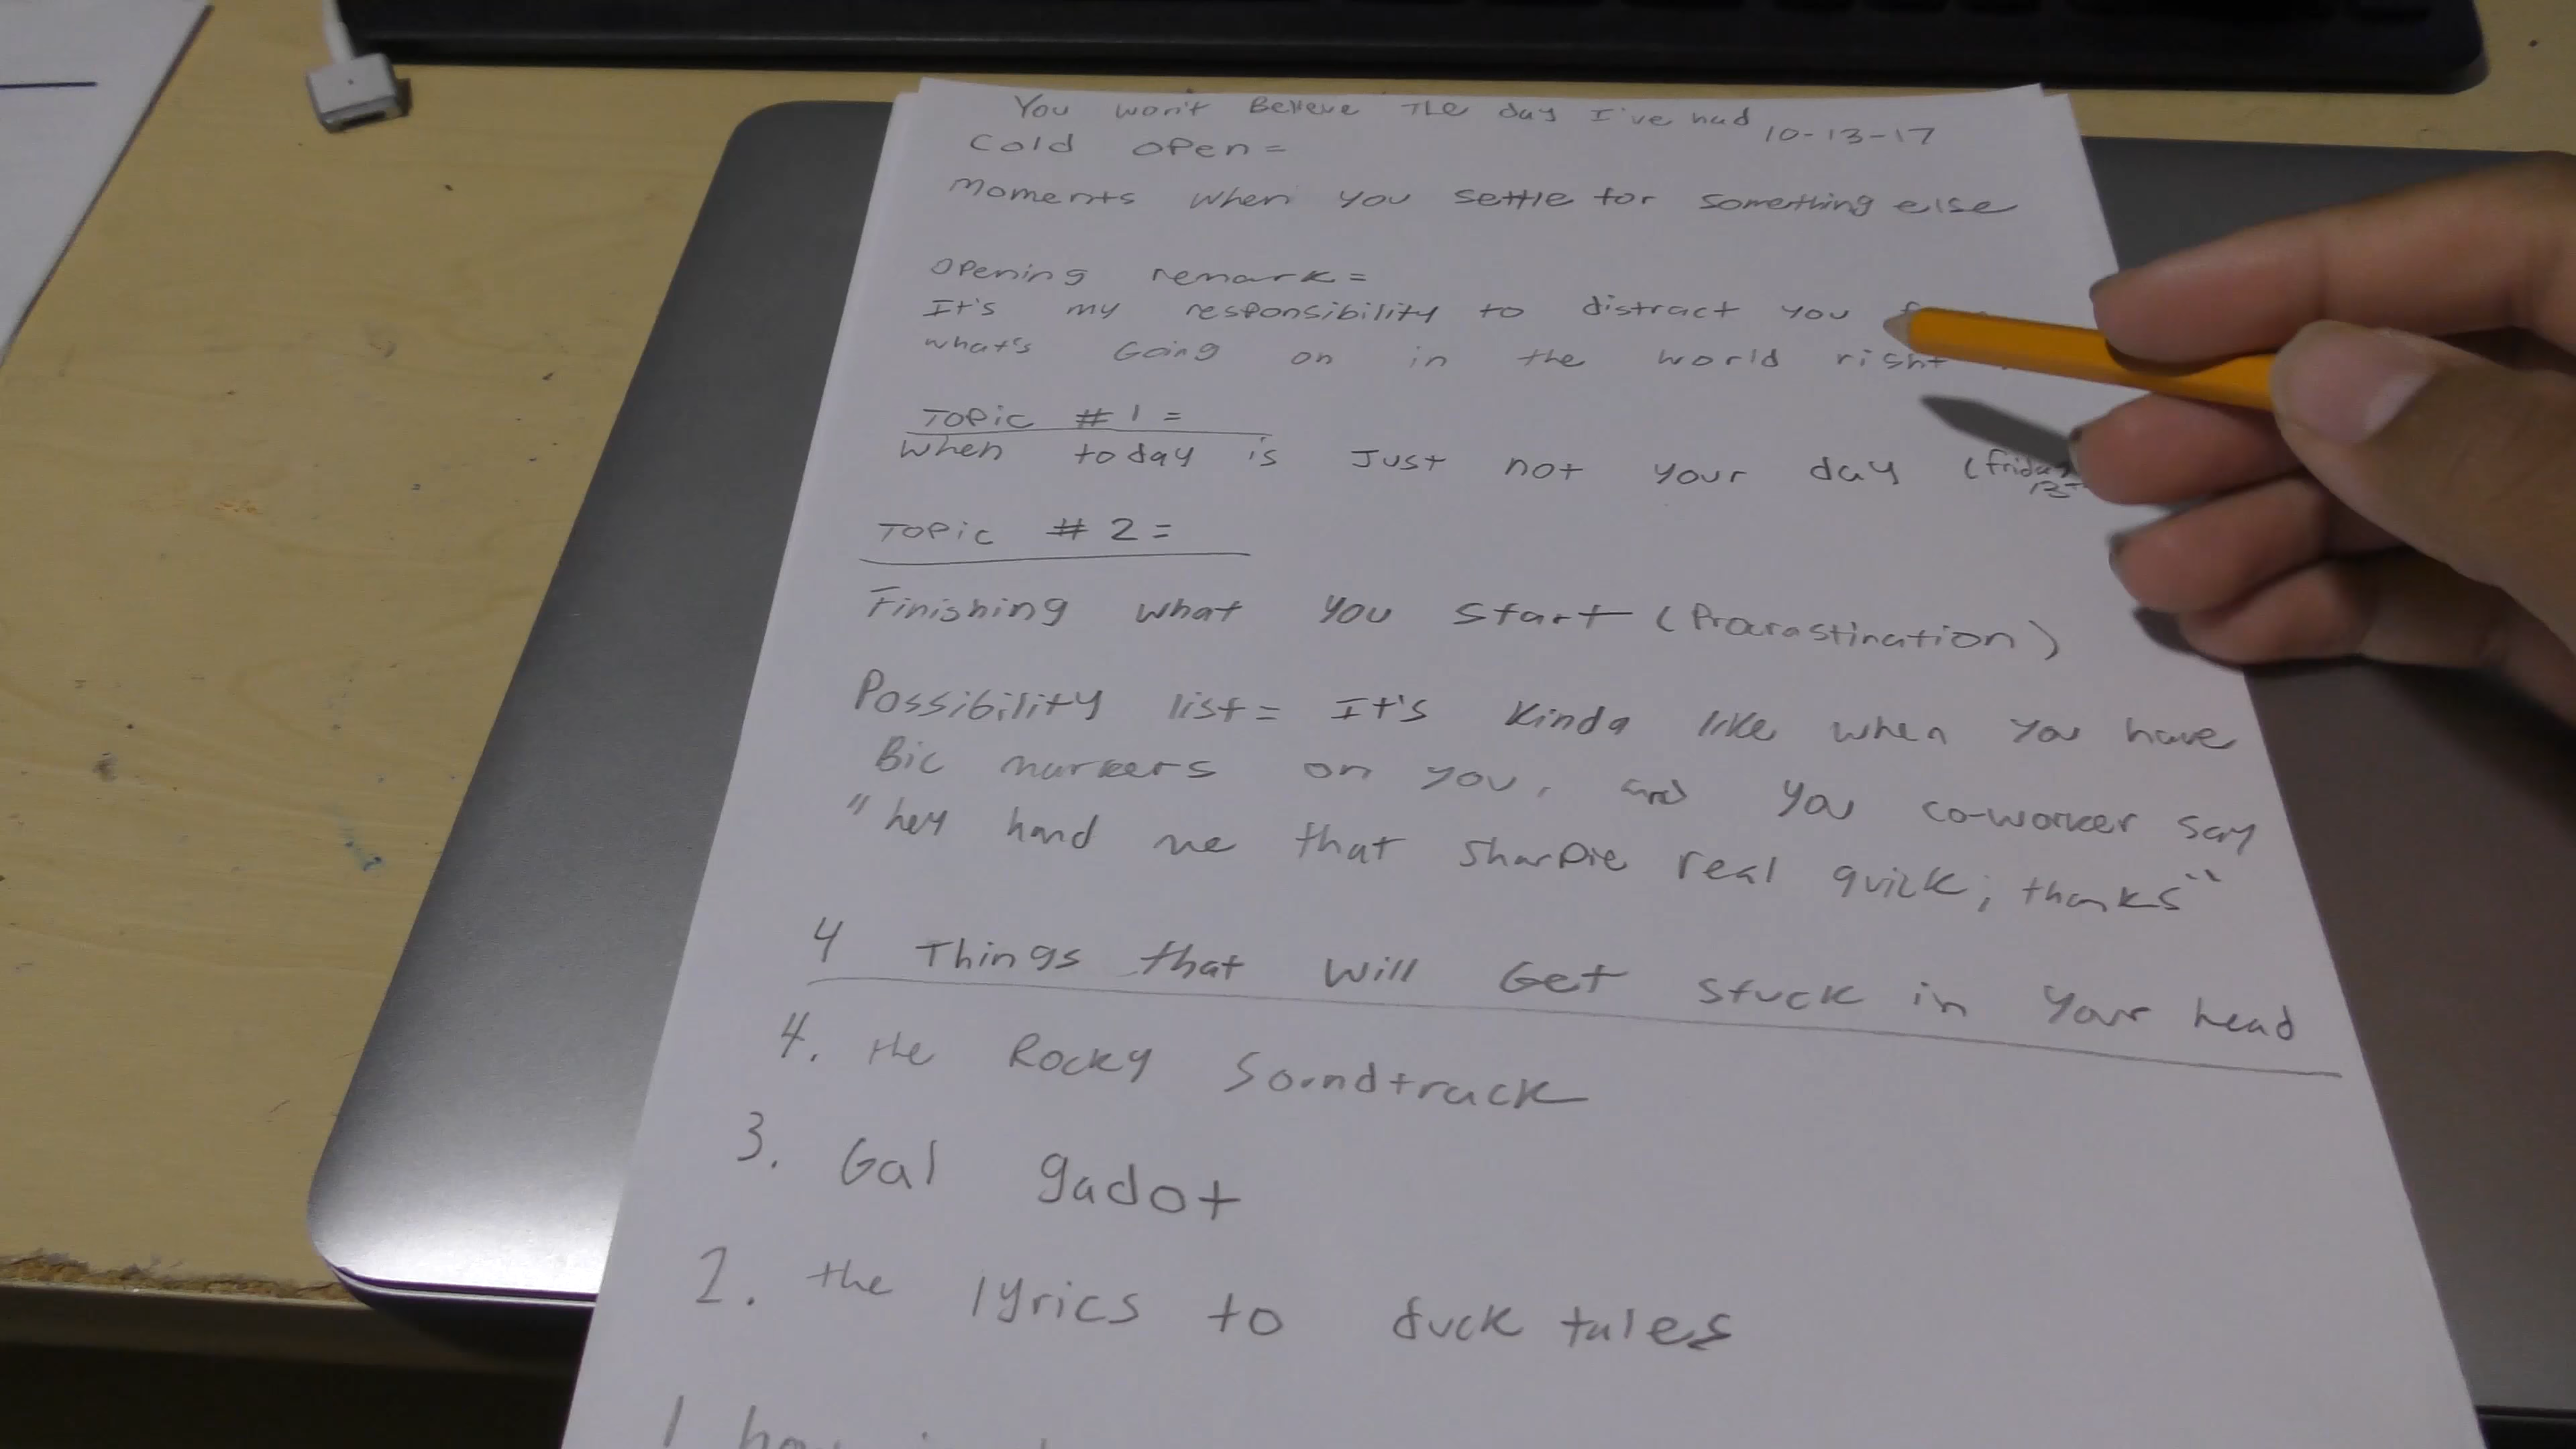 You won't Believe The day I've had
10-13-17
Cold open =
Moments when you settle for something else
Opening remark =
It's my responsibility to distract you
what's Going on in the world right
Topic #1 =
When today is Just not your day (friday
13
Topic #2 =
Finishing what you start (Procrastination)
Possibility list = It's kinda like when you have
Bic markers on you, and you co-worker say
"hey hand me that sharpie real quick, thanks"
4 Things that will Get stuck in your head
4. the Rocky Soundtrack
3. Gal gadot
2. the lyrics to duck tales
1